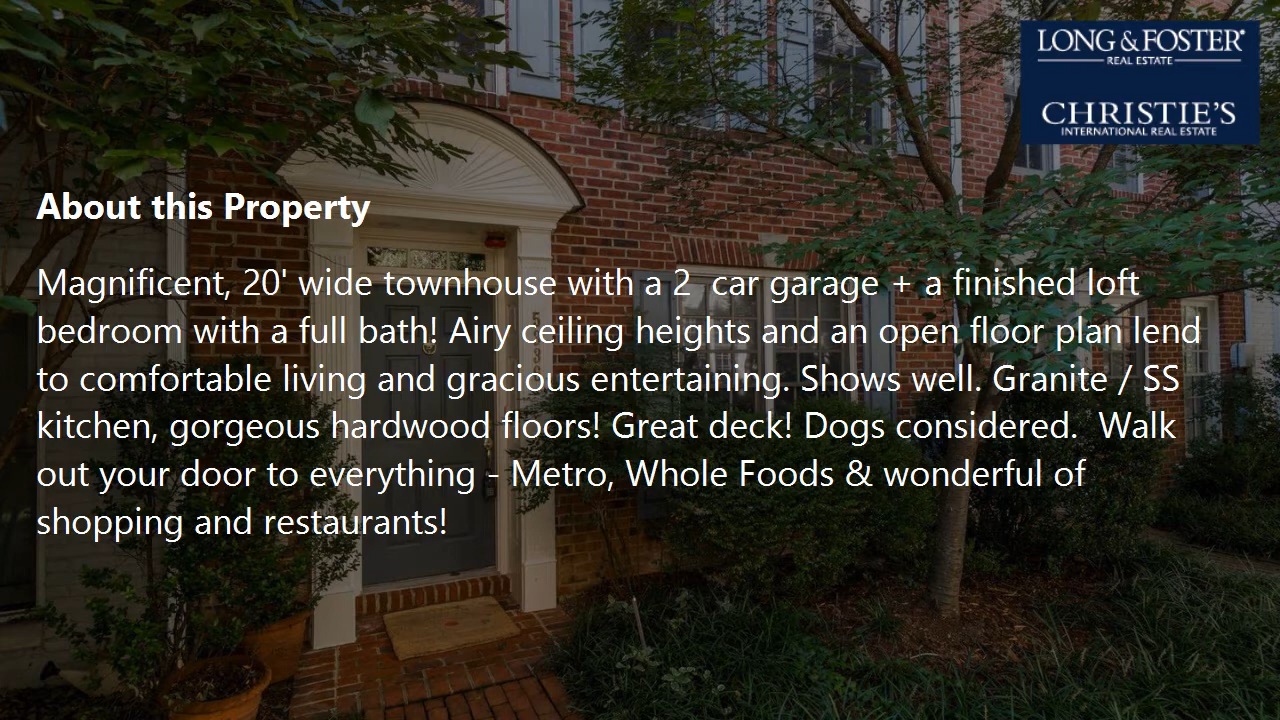 LONG & FOSTER®
REAL ESTATE
CHRISTIE'S
INTERNATIONAL REAL ESTATE
About this Property
Magnificent, 20' wide townhouse with a 2  car garage + a finished loft
bedroom with a full bath! Airy ceiling heights and an open floor plan lend
to comfortable living and gracious entertaining. Shows well. Granite / SS
kitchen, gorgeous hardwood floors! Great deck! Dogs considered.  Walk
out your door to everything - Metro, Whole Foods & wonderful of
shopping and restaurants!